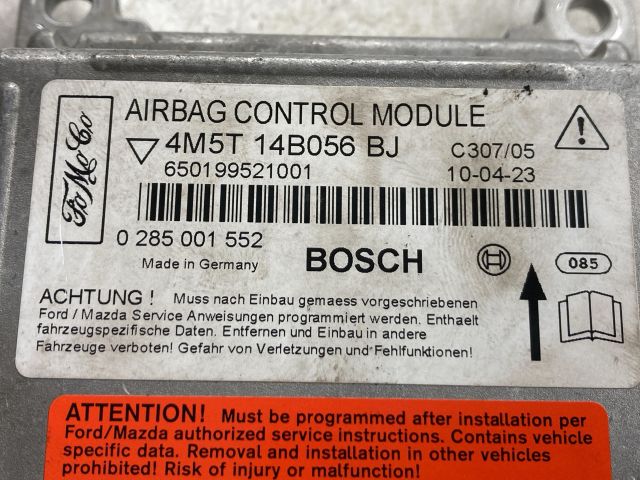 FoMoCo
AIRBAG CONTROL MODULE
4M5T 14B056 BJ
C307/05
650199521001
10-04-23
0 285 001 552
Made in Germany
BOSCH
085
ACHTUNG ! Muss nach Einbau gemaess vorgeschriebenen
Ford / Mazda Service Anweisungen programmiert werden. Enthaelt
fahrzeugspezifische Daten. Entfernen und Einbau in andere
Fahrzeuge verboten! Gefahr von Verletzungen und Fehlfunktionen!
ATTENTION! Must be programmed after installation per
Ford/Mazda authorized service instructions. Contains vehicle
specific data. Removal and installation in other vehicles
prohibited! Risk of injury or malfunction!